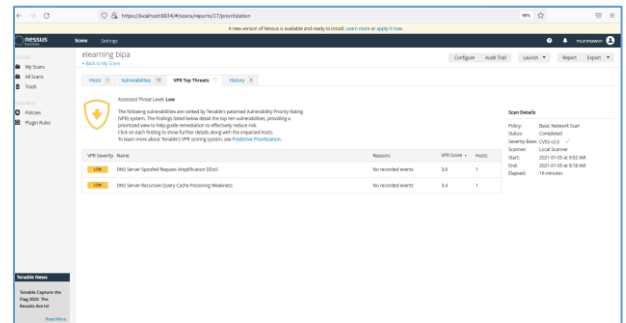 https://localhost:8834/#/scans/reports/17/prioritization
90%
A new version of Nessus is available and ready to install. Learn more or apply it now.
nessus
Scans Settings
elearning bipa
< Back to My Scans
Configure Audit Trail Launch Report Export
My Scans
All Scans
Trash
Policies
Plugin Rules
Hosts 1 Vulnerabilities VPR Top Threats History
Assessed Threat Level: Low
The following vulnerabilities are ranked by Tenable's patented Vulnerability Priority Rating
(VPR) system. The findings listed below detail the top ten vulnerabilities, providing a
prioritized view to help guide remediation to effectively reduce risk.
Click on each finding to show further details along with the impacted hosts.
To learn more about Tenable's VPR scoring system, see Predictive Prioritization.
VPR Severity Name Reasons VPR Score Hosts
LOW DNS Server Spoofed Request Amplification DDoS No recorded events 3.6 1
LOW DNS Server Recursive Query Cache Poisoning Weakness No recorded events 3.4 1
Scan Details
Policy: Basic Network Scan
Status: Completed
Severity Base: CVSS v3.0
Scanner: Local Scanner
Start:
End:
Elapsed: 16 minutes
Tenable News
Tenable Capture the
Flag 2022: The
Results Are In!
Read More